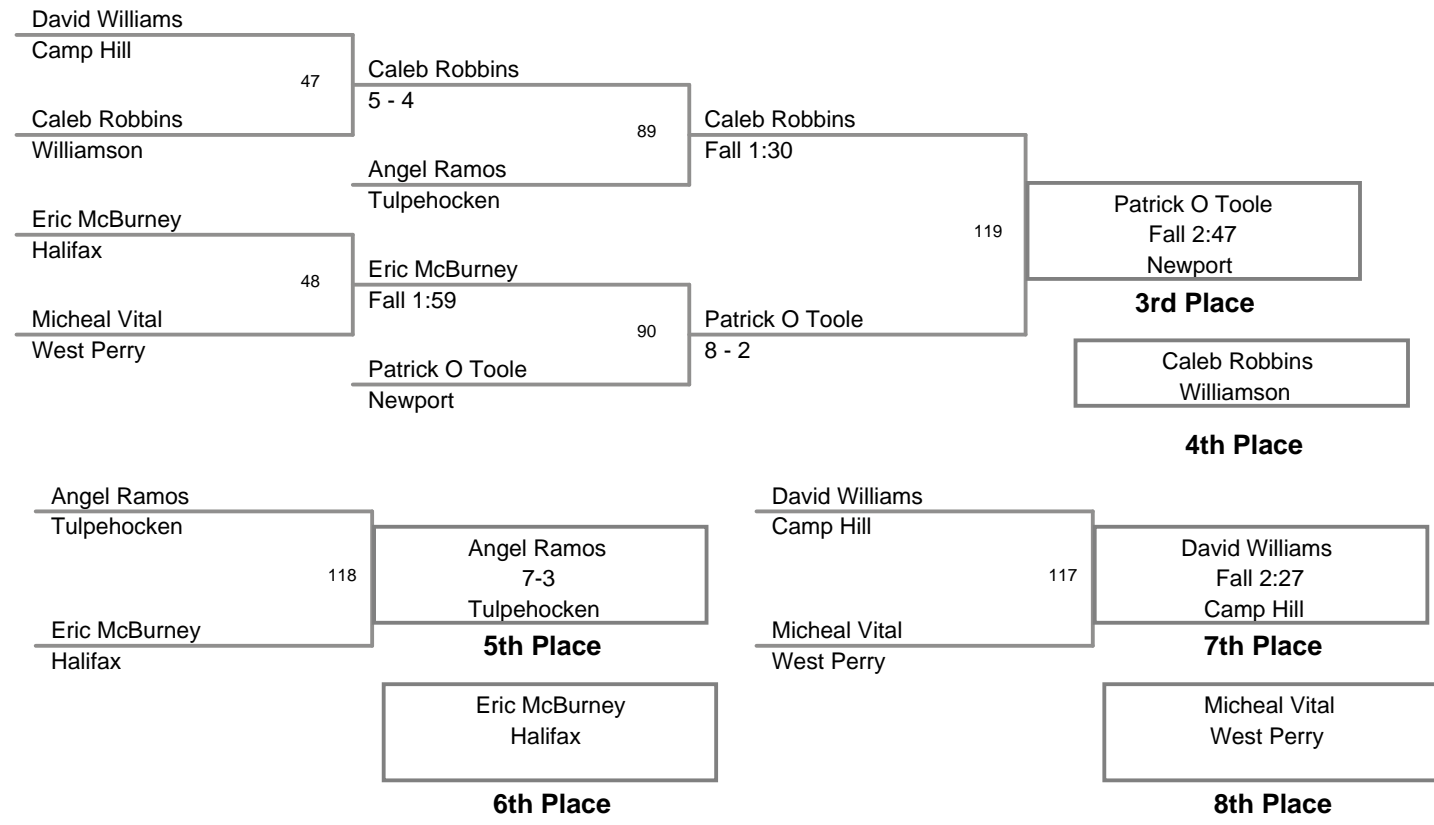 David Williams
Camp Hill
47
Caleb Robbins
5 - 4
Caleb Robbins
Williamson
89
Caleb Robbins
Fall 1:30
Angel Ramos
Tulpehocken
Eric McBurney
Halifax
48
Eric McBurney
Fall 1:59
Micheal Vital
West Perry
90
Patrick O Toole
8 - 2
Patrick O Toole
Newport
119
Patrick O Toole
Fall 2:47
Newport
3rd Place
Caleb Robbins
Williamson
4th Place
Angel Ramos
Tulpehocken
118
Eric McBurney
Halifax
Angel Ramos
7-3
Tulpehocken
5th Place
Eric McBurney
Halifax
6th Place
David Williams
Camp Hill
117
Micheal Vital
West Perry
David Williams
Fall 2:27
Camp Hill
7th Place
Micheal Vital
West Perry
8th Place